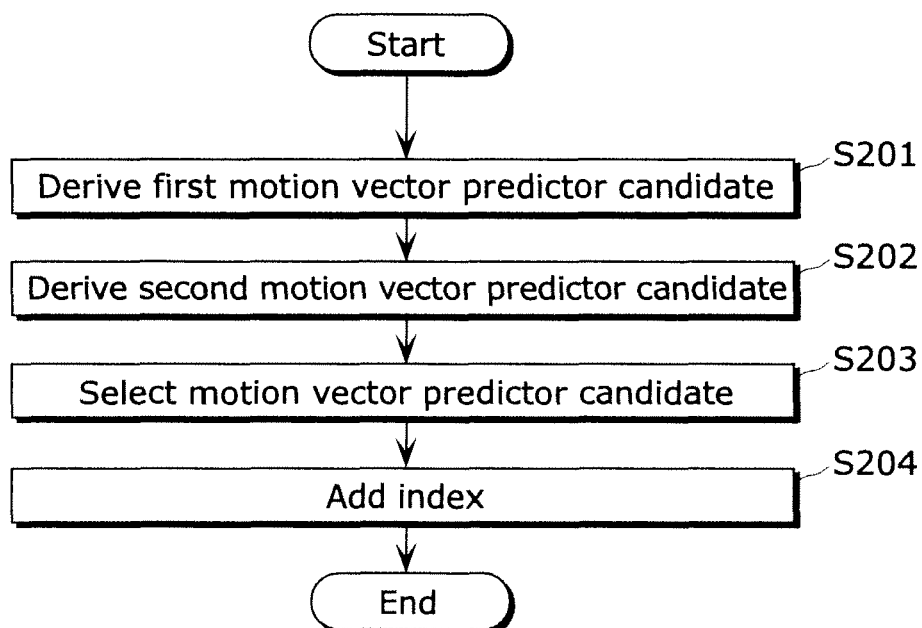 Start
S201
Derive first motion vector predictor candidate
S202
Derive second motion vector predictor candidate
S203
Select motion vector predictor candidate
S204
Add index
End